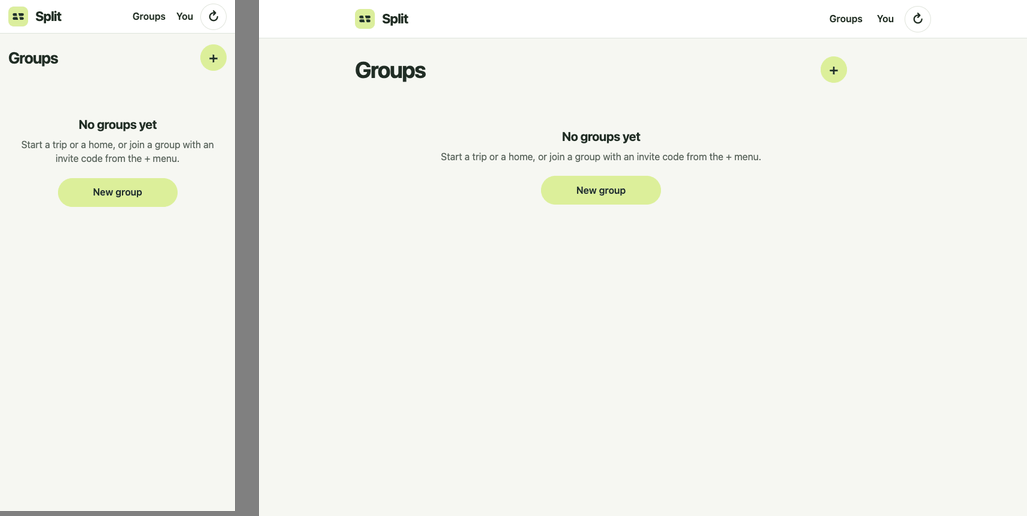 Split
Groups You
Groups
+
No groups yet
Start a trip or a home, or join a group with an
invite code from the + menu.
New group
Split
Groups You
Groups
+
No groups yet
Start a trip or a home, or join a group with an invite code from the + menu.
New group